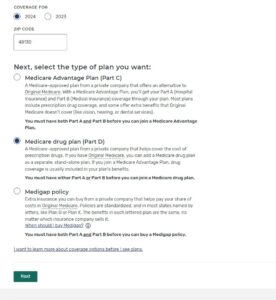 COVERAGE FOR
2024 2023
ZIP CODE
49130
Next, select the type of plan you want:
Medicare Advantage Plan (Part C)
A Medicare-approved plan from a private company that offers an alternative to
Original Medicare. With a Medicare Advantage Plan, you'll get your Part A (Hospital
Insurance) and Part B (Medical Insurance) coverage through your plan. Most plans
include prescription drug coverage, and some offer extra benefits that Original
Medicare doesn't cover (like vision, hearing, or dental services).
You must have both Part A and Part B before you can join a Medicare Advantage
Plan.
Medicare drug plan (Part D)
A Medicare-approved plan from a private company that helps cover the cost of
prescription drugs. If you have Original Medicare, you can add a Medicare drug plan
as a separate, stand-alone plan. If you join a Medicare Advantage Plan, drug
coverage is usually included in your plan's benefits.
You must have either Part A or Part B before you can join a Medicare drug plan.
Medigap policy
Extra insurance you can buy from a private company that helps pay your share of
costs in Original Medicare. Policies are standardized, and in most states named by
letters, like Plan G or Plan K. The benefits in each lettered plan are the same, no
matter which insurance company sells it.
When should I buy Medigap?
You must have both Part A and Part B before you can buy a Medigap policy.
I want to learn more about coverage options before I see plans.
Next